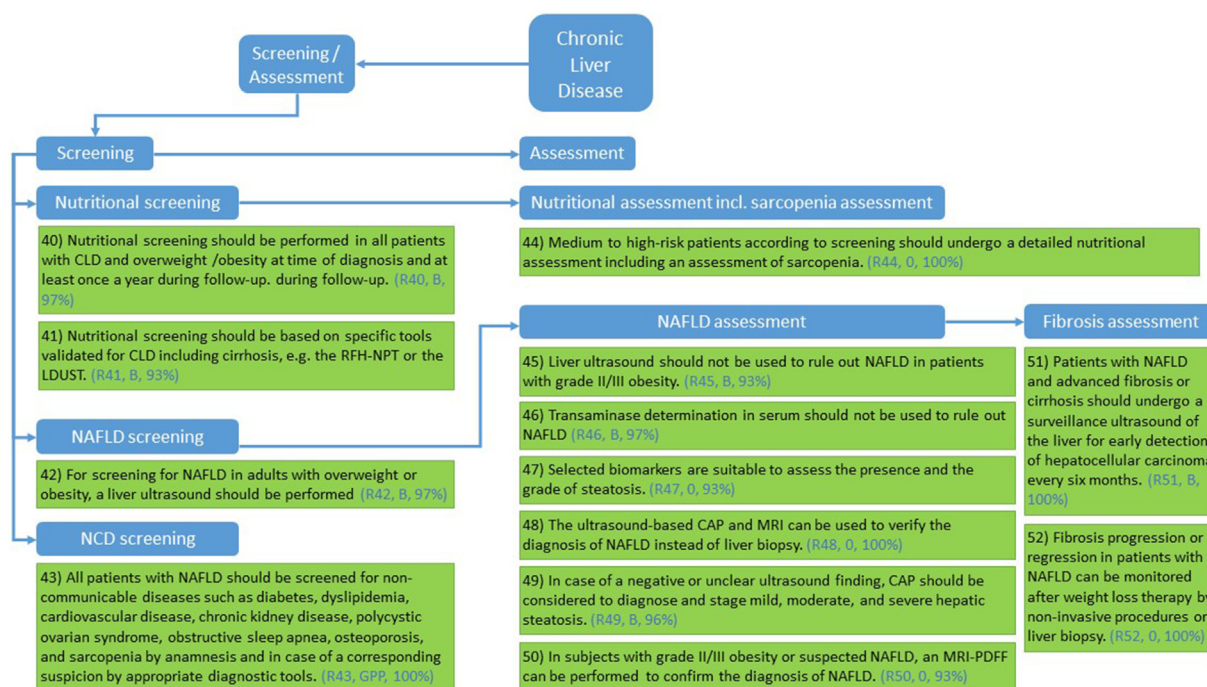 Chronic
Liver
Disease
Screening /
Assessment
Screening
Assessment
Nutritional screening
Nutritional assessment incl. sarcopenia assessment
40) Nutritional screening should be performed in all patients
with CLD and overweight /obesity at time of diagnosis and at
least once a year during follow-up. during follow-up. (R40, B,
97%)
41) Nutritional screening should be based on specific tools
validated for CLD including cirrhosis, e.g. the RFH-NPT or the
LDUST. (R41, B, 93%)
44) Medium to high-risk patients according to screening should undergo a detailed nutritional
assessment including an assessment of sarcopenia. (R44, 0, 100%)
NAFLD screening
42) For screening for NAFLD in adults with overweight or
obesity, a liver ultrasound should be performed (R42, B, 97%)
NCD screening
43) All patients with NAFLD should be screened for non-
communicable diseases such as diabetes, dyslipidemia,
cardiovascular disease, chronic kidney disease, polycystic
ovarian syndrome, obstructive sleep apnea, osteoporosis,
and sarcopenia by anamnesis and in case of a corresponding
suspicion by appropriate diagnostic tools. (R43, GPP, 100%)
NAFLD assessment
45) Liver ultrasound should not be used to rule out NAFLD in patients
with grade II/III obesity. (R45, B, 93%)
46) Transaminase determination in serum should not be used to rule out
NAFLD (R46, B, 97%)
47) Selected biomarkers are suitable to assess the presence and the
grade of steatosis. (R47, 0, 93%)
48) The ultrasound-based CAP and MRI can be used to verify the
diagnosis of NAFLD instead of liver biopsy. (R48, 0, 100%)
49) In case of a negative or unclear ultrasound finding, CAP should be
considered to diagnose and stage mild, moderate, and severe hepatic
steatosis. (R49, B, 96%)
50) In subjects with grade II/III obesity or suspected NAFLD, an MRI-PDFF
can be performed to confirm the diagnosis of NAFLD. (R50, 0, 93%)
Fibrosis assessment
51) Patients with NAFLD
and advanced fibrosis or
cirrhosis should undergo a
surveillance ultrasound of
the liver for early detection
of hepatocellular carcinoma
every six months. (R51, B,
100%)
52) Fibrosis progression or
regression in patients with
NAFLD can be monitored
after weight loss therapy by
non-invasive procedures or
liver biopsy. (R52, 0, 100%)